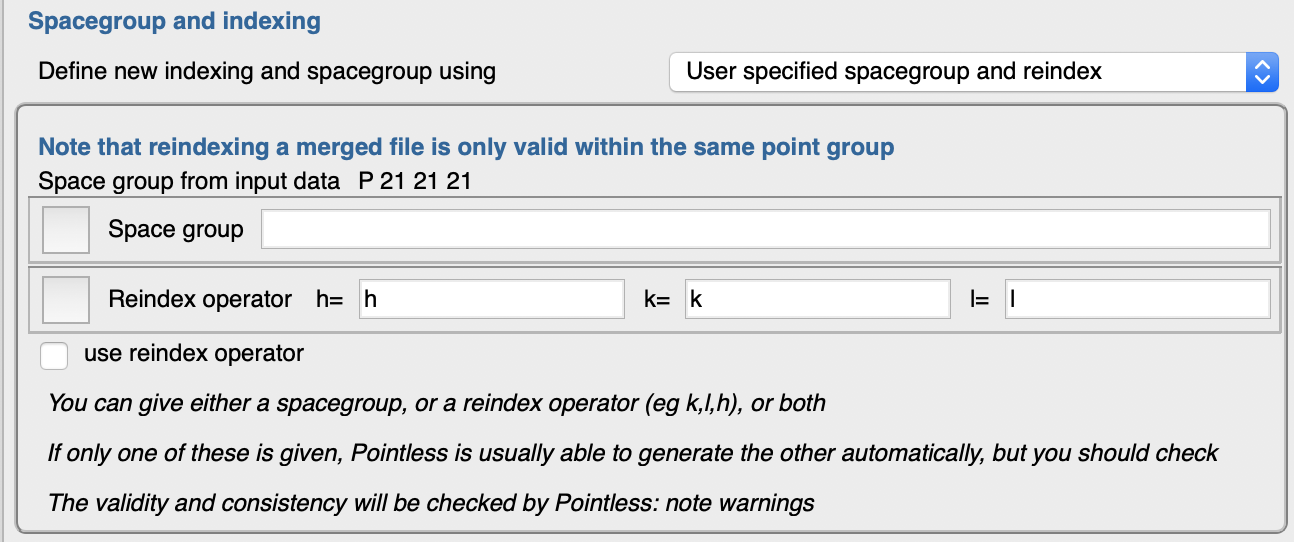 Spacegroup and indexing
Define new indexing and spacegroup using User specified spacegroup and reindex
Note that reindexing a merged file is only valid within the same point group
Space group from input data P 21 21 21
Space group
Reindex operator h= h k= k l= l
use reindex operator
You can give either a spacegroup, or a reindex operator (eg k,l,h), or both
If only one of these is given, Pointless is usually able to generate the other automatically, but you should check
The validity and consistency will be checked by Pointless: note warnings